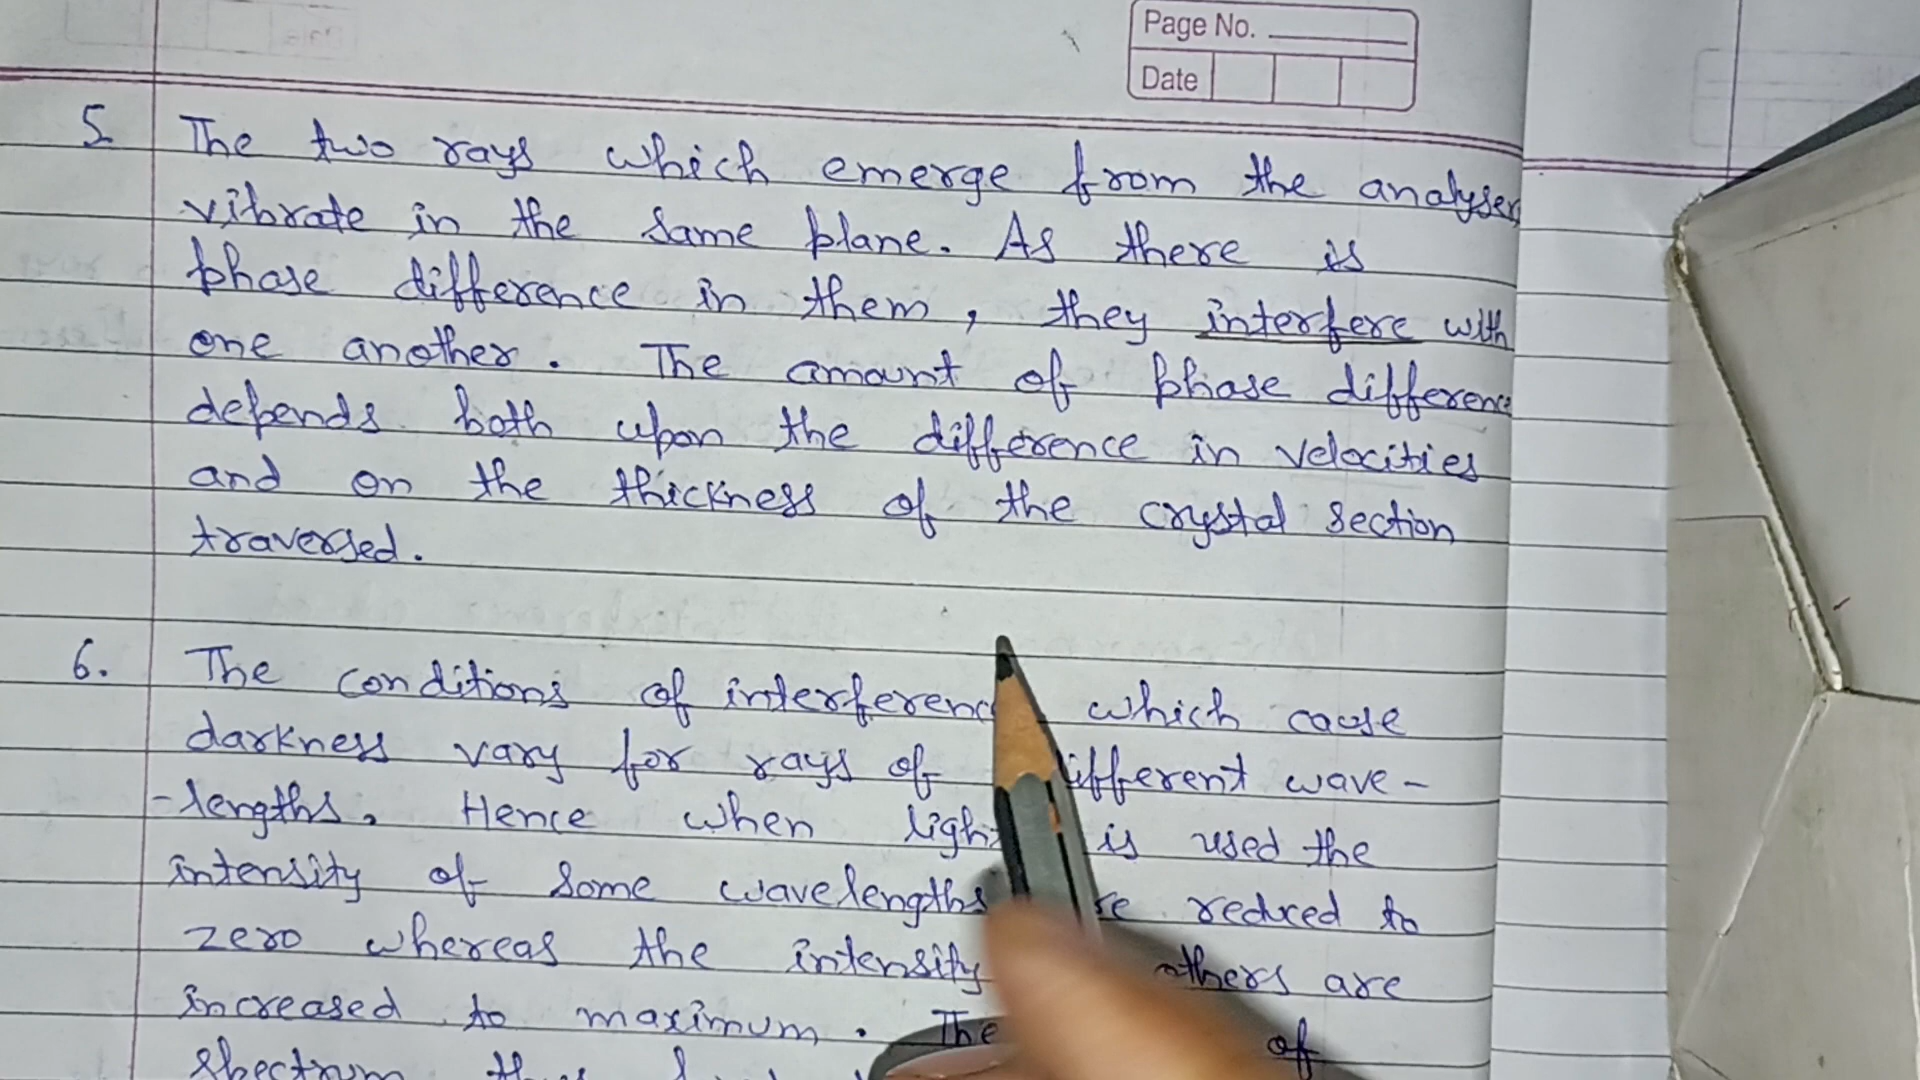 Page No.
Date
5. The two rays which emerge from the analyser,
vibrate in the same plane. As there is
phase difference in them, they interfere with
one another. The amount of phase difference
depends both upon the difference in velocities
and on the thickness of the crystal section
traversed.
6. The conditions of interference which cause
darkness vary for rays of different wave-
-lengths. Hence when light is used the
intensity of some wavelengths are reduced to
zero whereas the intensity others are
increased to maximum. The of
spectrum thus